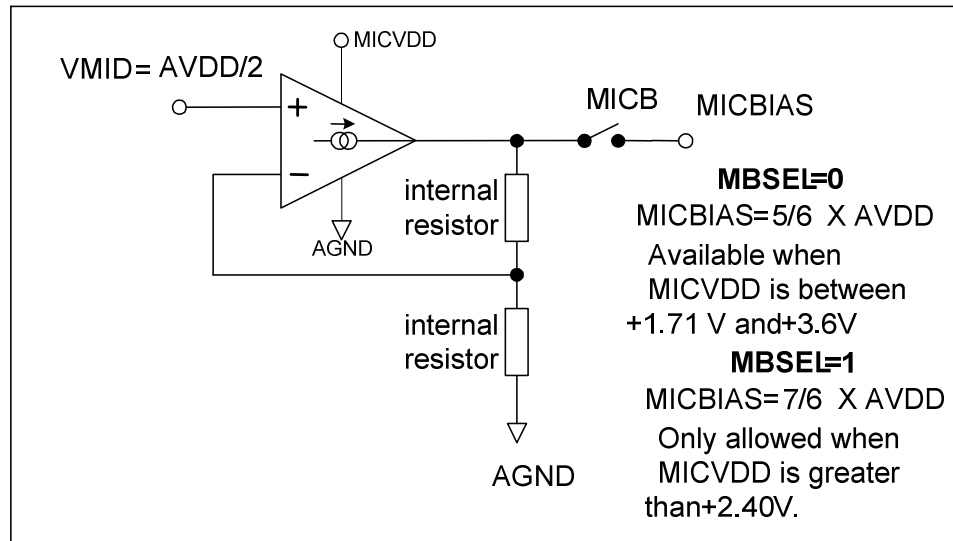 MICVDD
VMID= AVDD/2
+
MICB
MICBIAS
−
internal
resistor
AGND
internal
resistor
AGND
MBSEL=0
MICBIAS=5/6 X AVDD
Available when
MICVDD is between
+1.71 V and+3.6V
MBSEL=1
MICBIAS=7/6 X AVDD
Only allowed when
MICVDD is greater
than+2.40V.